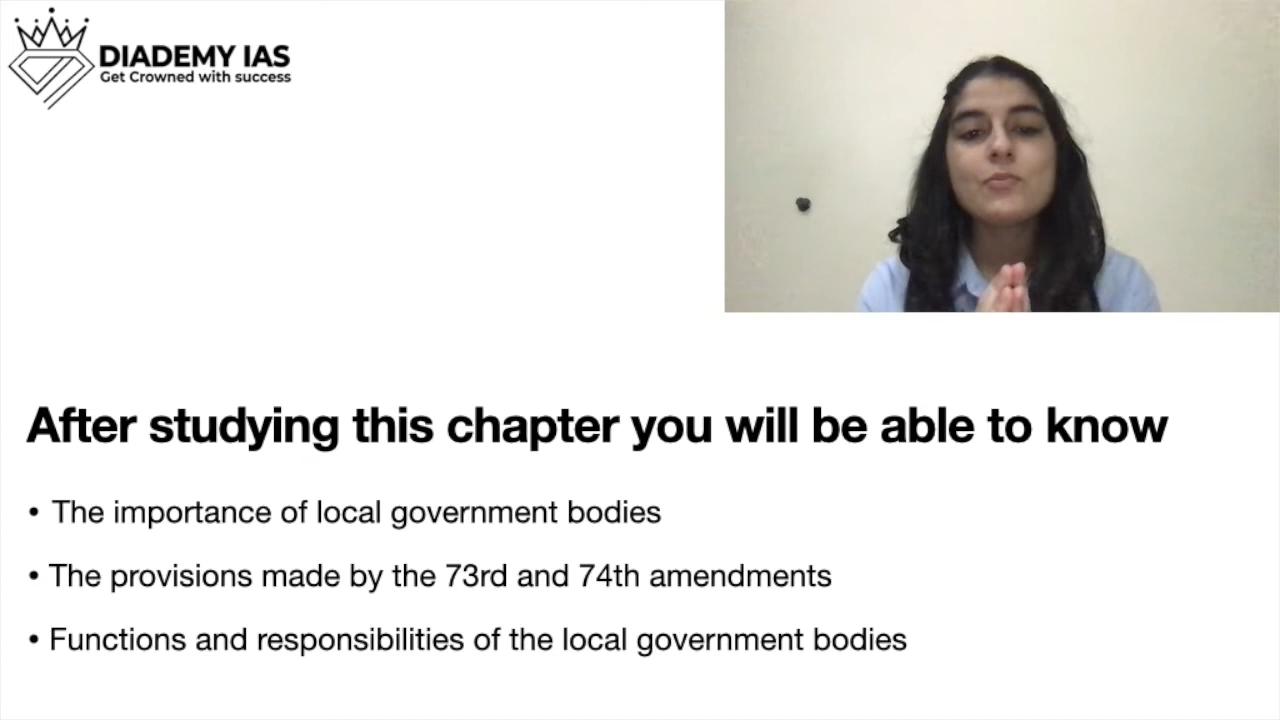 DIADEMY IAS
Get Crowned with success
After studying this chapter you will be able to know
• The importance of local government bodies
• The provisions made by the 73rd and 74th amendments
• Functions and responsibilities of the local government bodies